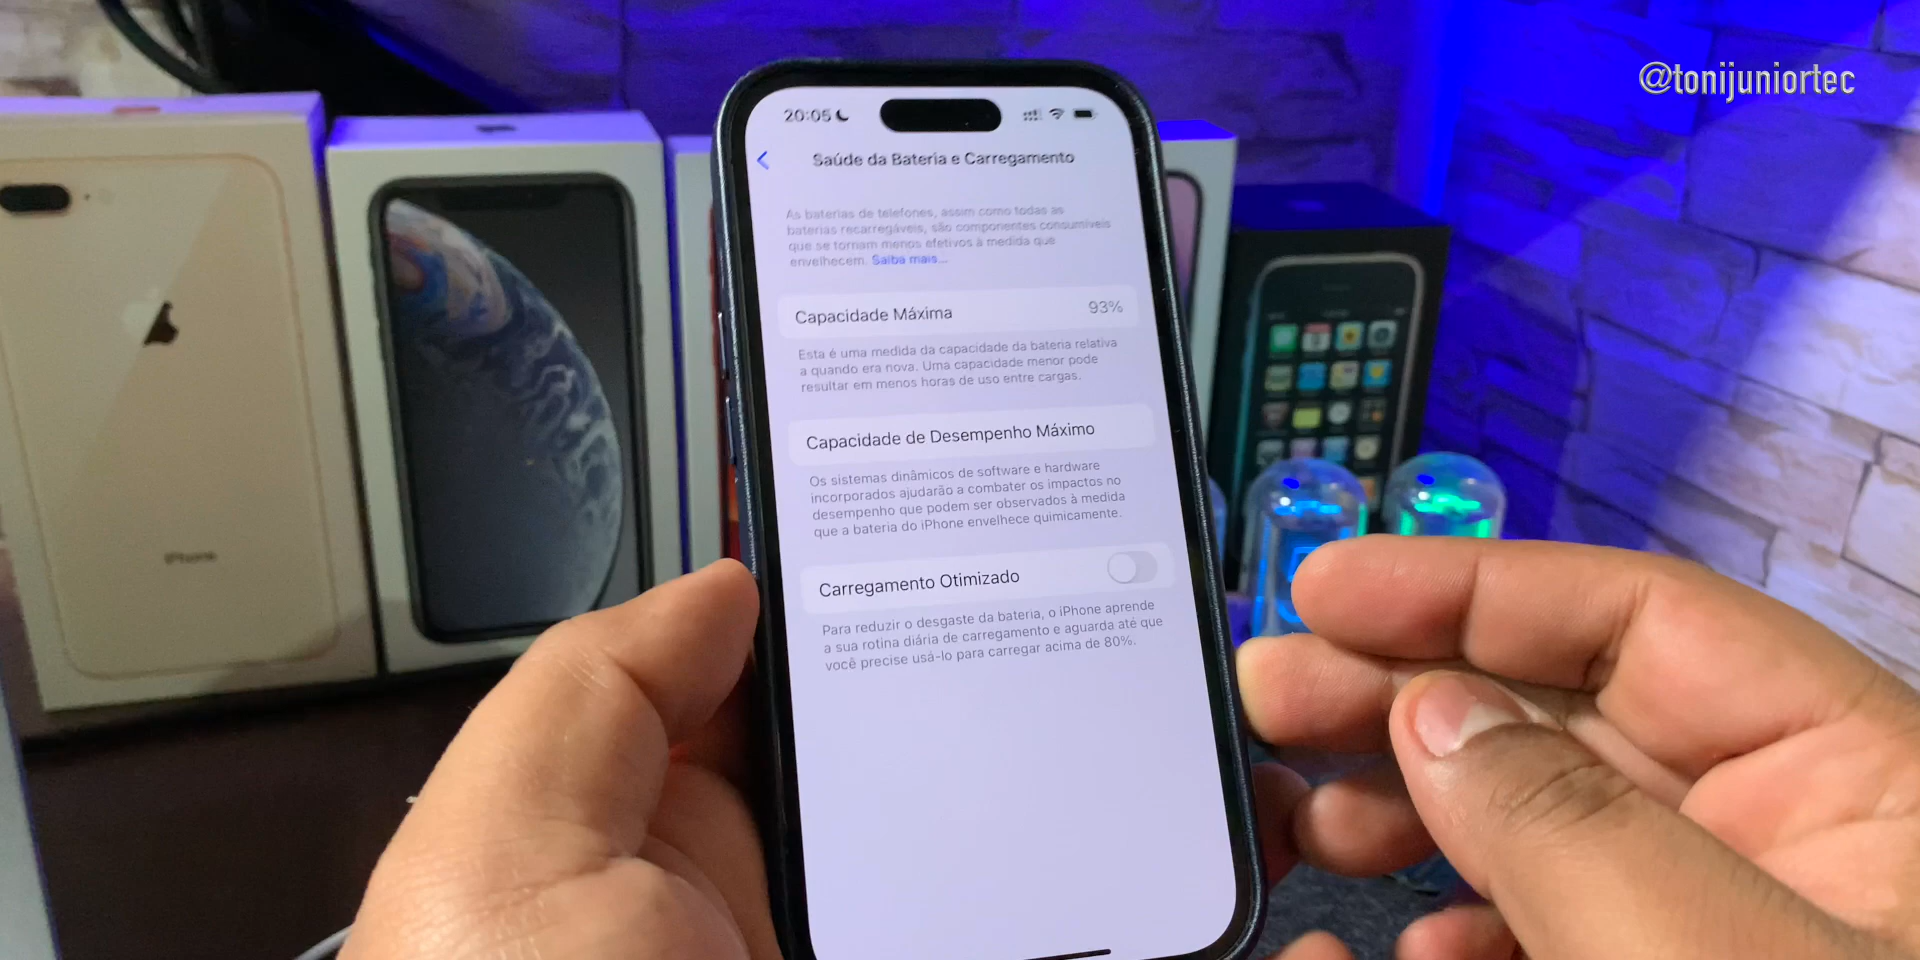 @tonijuniortec
20:05
Saúde da Bateria e Carregamento
As baterias de telefones, assim como todas as
baterias recarregáveis, são componentes consumíveis
que se tornam menos efetivos à medida que
envelhecem. Saiba mais...
Capacidade Máxima 93%
Esta é uma medida da capacidade da bateria relativa
a quando era nova. Uma capacidade menor pode
resultar em menos horas de uso entre cargas.
Capacidade de Desempenho Máximo
Os sistemas dinâmicos de software e hardware
incorporados ajudarão a combater os impactos no
desempenho que podem ser observados à medida
que a bateria do iPhone envelhece quimicamente.
Carregamento Otimizado
Para reduzir o desgaste da bateria, o iPhone aprende
a sua rotina diária de carregamento e aguarda até que
você precise usá-lo para carregar acima de 80%.
iPhone